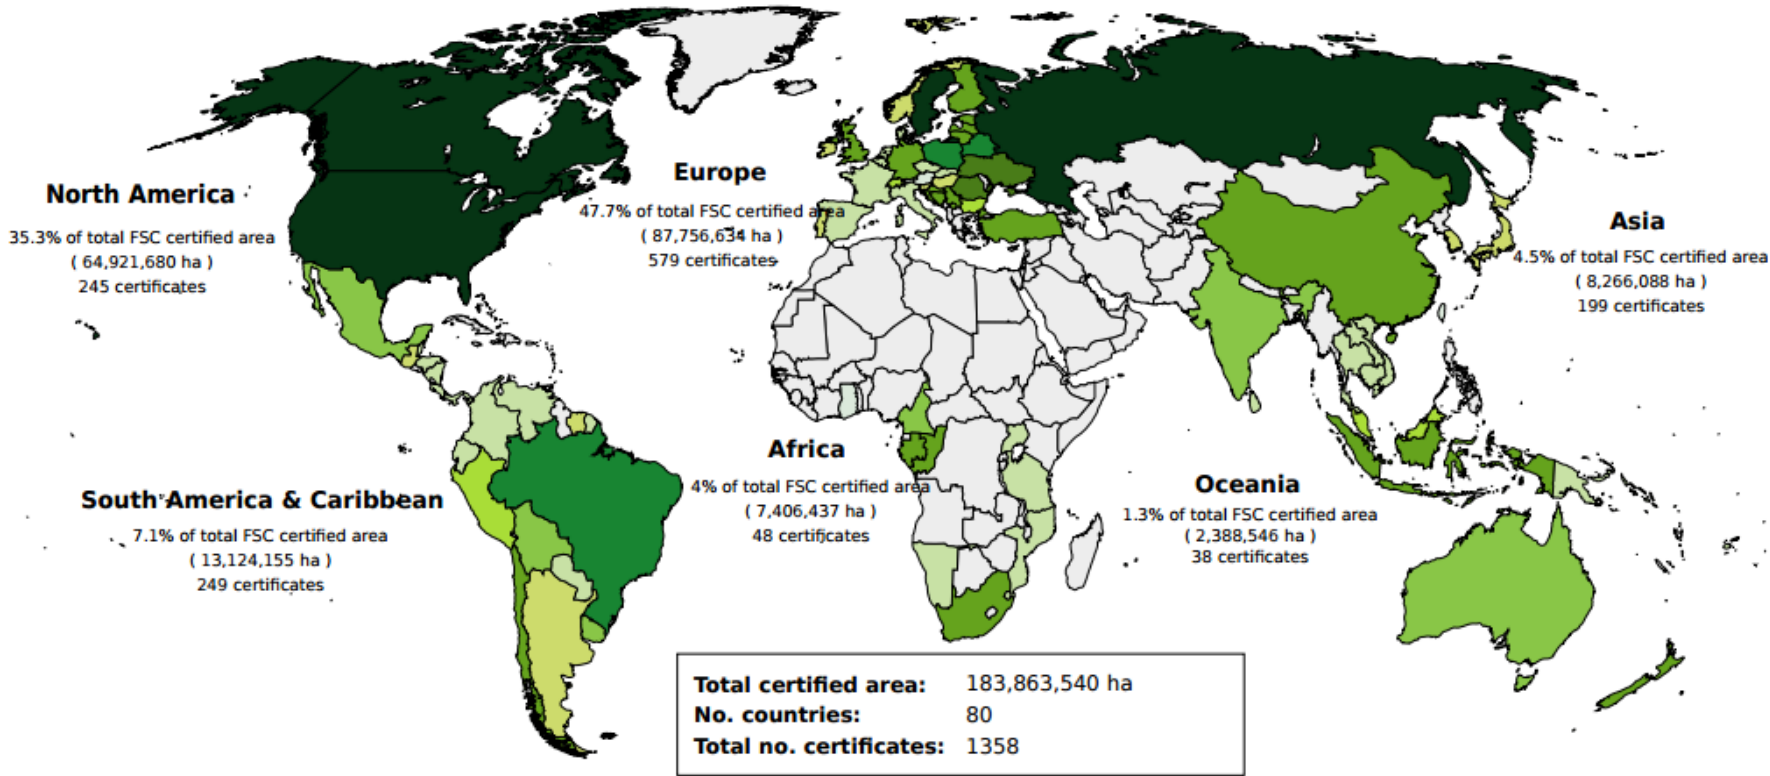 North America
35.3% of total FSC certified area
( 64,921,680 ha )
245 certificates
Europe
47.7% of total FSC certified area
( 87,756,634 ha )
579 certificates
Asia
4.5% of total FSC certified area
( 8,266,088 ha )
199 certificates
South America & Caribbean
7.1% of total FSC certified area
( 13,124,155 ha )
249 certificates
Africa
4% of total FSC certified area
( 7,406,437 ha )
48 certificates
Oceania
1.3% of total FSC certified area
( 2,388,546 ha )
38 certificates
Total certified area: 183,863,540 ha
No. countries: 80
Total no. certificates: 1358